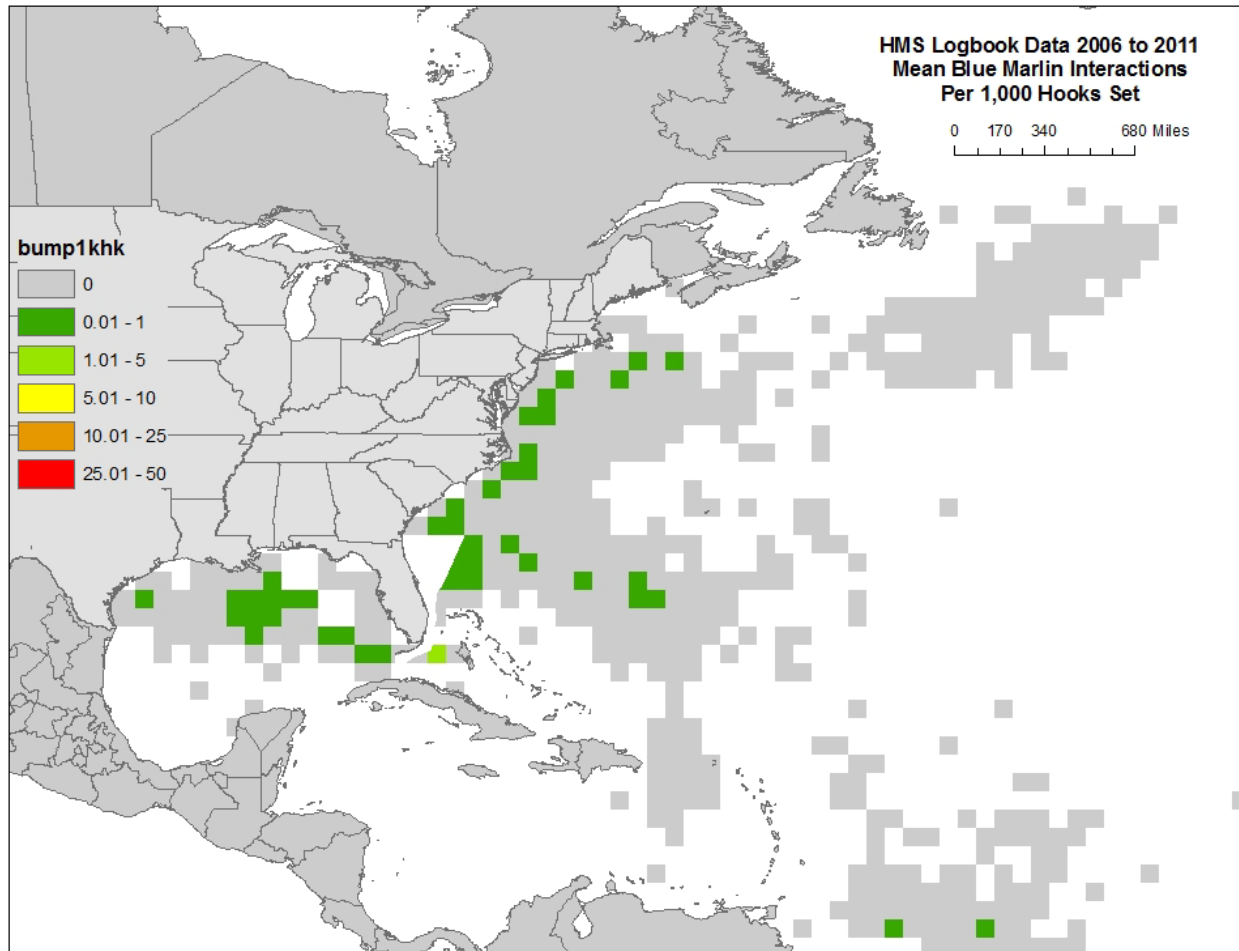 HMS Logbook Data 2006 to 2011
Mean Blue Marlin Interactions
Per 1,000 Hooks Set
0 170 340 680 Miles
bump1khk
0
0.01 - 1
1.01 - 5
5.01 - 10
10.01 - 25
25.01 - 50